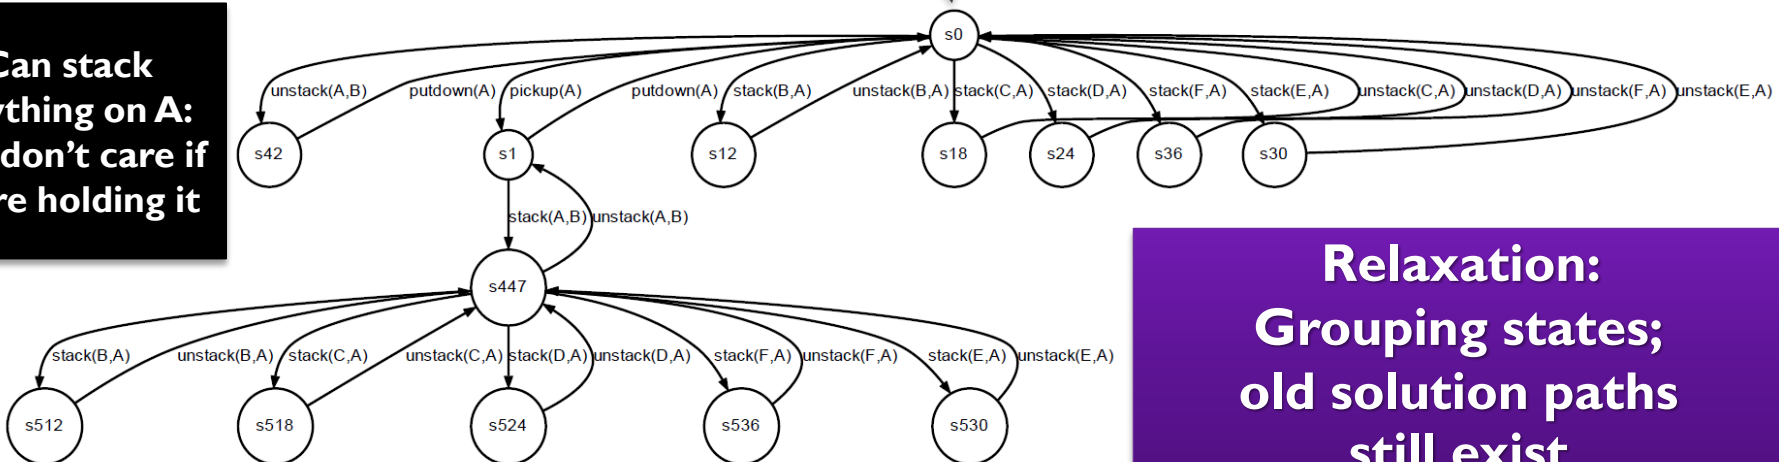 s0
Can stack
ything on A:
don’t care if
re holding it
unstack(A,B) putdown(A) pickup(A) putdown(A) stack(B,A) unstack(B,A) stack(C,A) stack(D,A) stack(F,A) stack(E,A) unstack(C,A) unstack(D,A) unstack(F,A) unstack(E,A)
s42 s1 s12 s18 s24 s36 s30
stack(A,B) unstack(A,B)
s447
Relaxation:
Grouping states;
old solution paths
still exist
stack(B,A) unstack(B,A) stack(C,A) unstack(C,A) stack(D,A) unstack(D,A) stack(F,A) unstack(F,A) stack(E,A) unstack(E,A)
s512 s518 s524 s536 s530